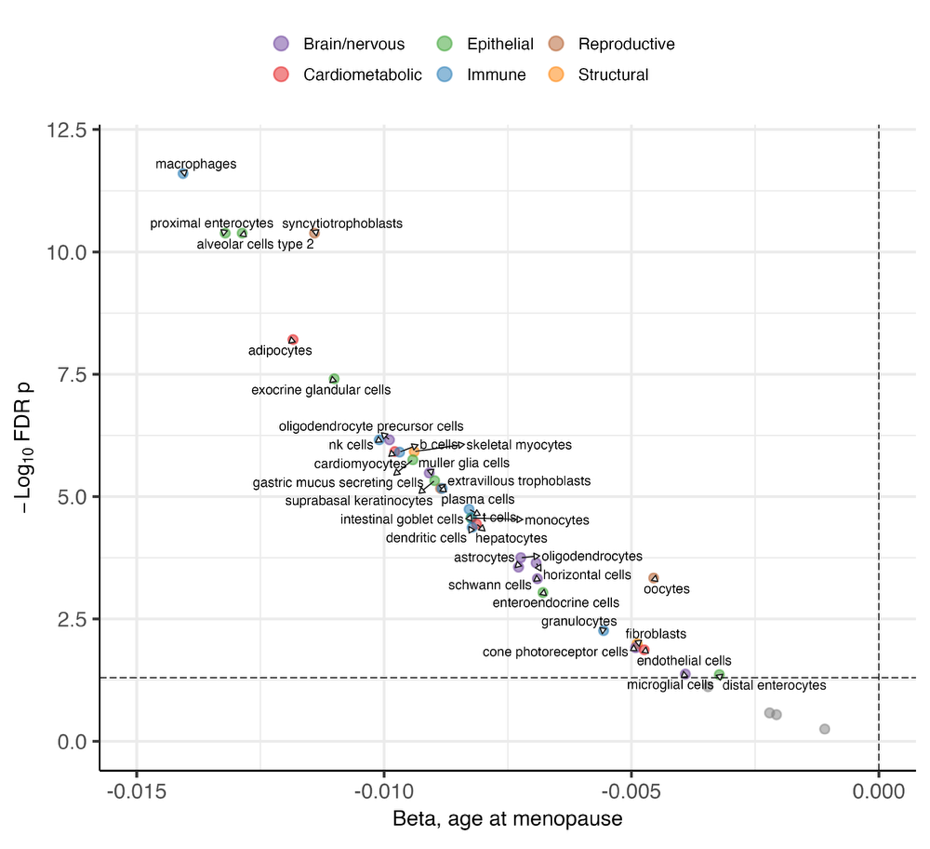 Brain/nervous Epithelial Reproductive
Cardiometabolic Immune Structural
12.5
macrophages
proximal enterocytes syncytiotrophoblasts
alveolar cells type 2
10.0
adipocytes
7.5
exocrine glandular cells
oligodendrocyte precursor cells
nk cells b cells skeletal myocytes
cardiomyocytes muller glia cells
gastric mucus secreting cells extravillous trophoblasts
5.0
suprabasal keratinocytes plasma cells
intestinal goblet cells t cells monocytes
dendritic cells hepatocytes
astrocytes oligodendrocytes
horizontal cells
schwann cells oocytes
enteroendocrine cells
2.5
granulocytes
fibroblasts
cone photoreceptor cells
endothelial cells
microglial cells distal enterocytes
0.0
-0.015 -0.010 -0.005 0.000
Beta, age at menopause
−Log10 FDR p